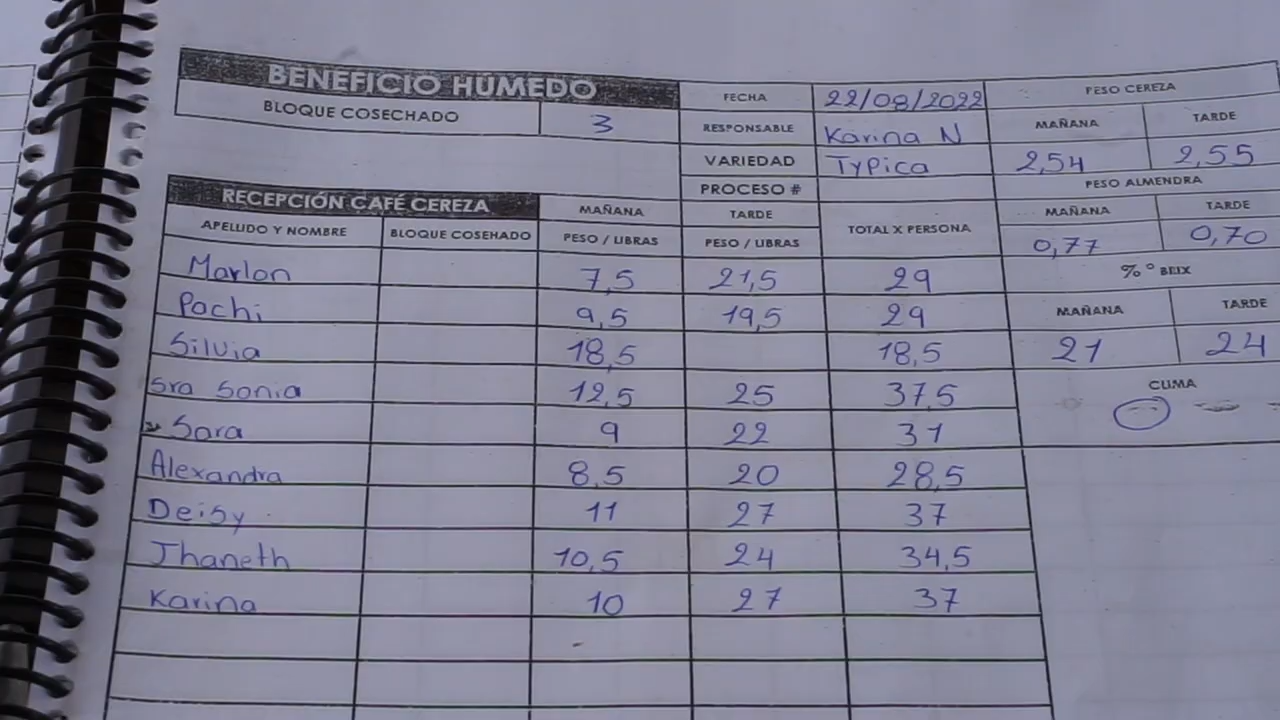 BENEFICIO HÚMEDO
BLOQUE COSECHADO 3
FECHA 22/08/2022
RESPONSABLE Karina N
VARIEDAD Typica
PROCESO #
PESO CEREZA
MAÑANA TARDE
2,54 2,55
PESO ALMENDRA
MAÑANA TARDE
0,77 0,70
% ° BRIX
MAÑANA TARDE
21 24
CLIMA
RECEPCIÓN CAFÉ CEREZA MAÑANA TARDE TOTAL X PERSONA
APELLIDO Y NOMBRE BLOQUE COSEHADO PESO / LIBRAS PESO / LIBRAS
Marlon 7,5 21,5 29
Pachi 9,5 19,5 29
Silvia 18,5 18,5
Sra Sonia 12,5 25 37,5
Sara 9 22 31
Alexandra 8,5 20 28,5
Deisy 11 27 37
Jhaneth 10,5 24 34,5
Karina 10 27 37